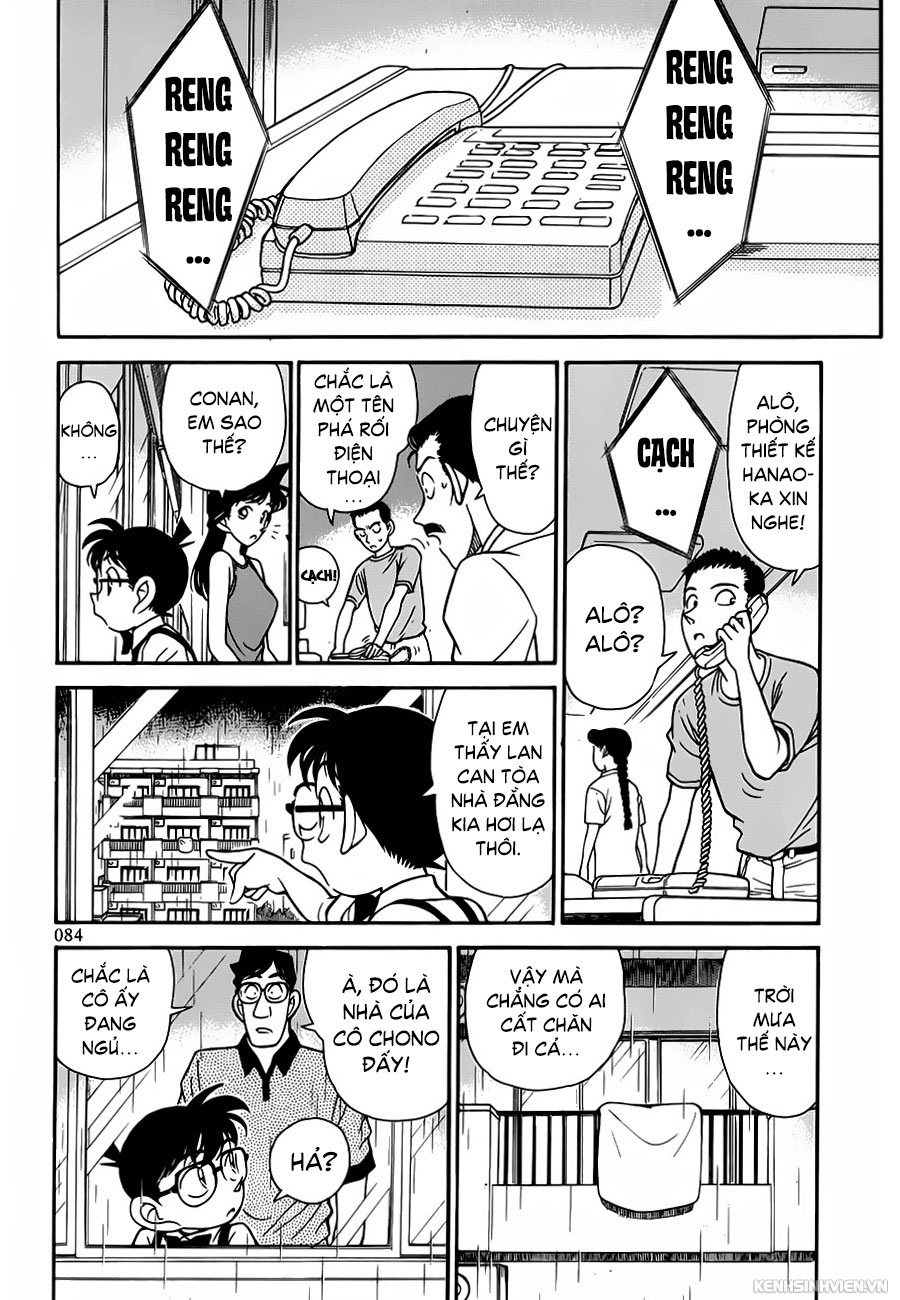 RENG
RENG
RENG
...
RENG
RENG
RENG
...
ALÔ,
PHÒNG
THIẾT KẾ
HANAO-
KA XIN
NGHE!
CẠCH
...
ALÔ?
ALÔ?
CHUYỆN
GÌ
THẾ?
CHẮC LÀ
MỘT TÊN
PHÁ RỐI
ĐIỆN
THOẠI
...
CẠCH!
CONAN,
EM SAO
THẾ?
KHÔNG
...
TẠI EM
THẤY LAN
CAN TÒA
NHÀ ĐẰNG
KIA HƠI LẠ
THÔI.
084
TRỜI
MƯA
THẾ NÀY
...
VẬY MÀ
CHẲNG CÓ AI
CẤT CHĂN
ĐI CẢ...
À, ĐÓ LÀ
NHÀ CỦA
CÔ CHONO
ĐẤY!
CHẮC LÀ
CÔ ẤY
ĐANG
NGỦ...
HẢ?
KENHSINHVIEN.VN